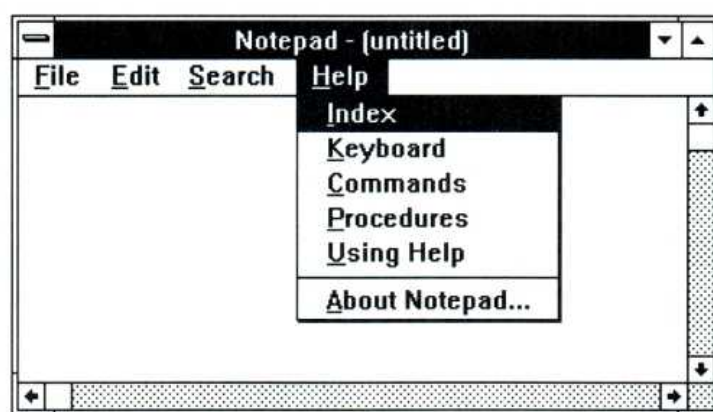 Notepad - (untitled)
File Edit Search Help
Index
Keyboard
Commands
Procedures
Using Help
About Notepad...